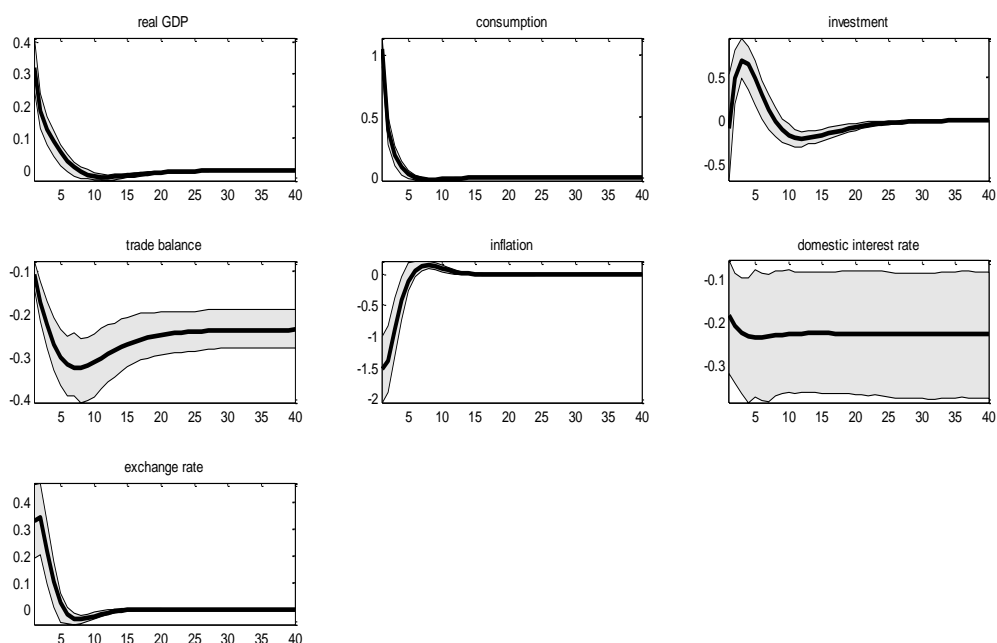 real GDP
0.4
0.3
0.2
0.1
0
5 10 15 20 25 30 35 40
consumption
1
0.5
0
5 10 15 20 25 30 35 40
investment
0.5
0
-0.5
5 10 15 20 25 30 35 40
trade balance
-0.1
-0.2
-0.3
-0.4
5 10 15 20 25 30 35 40
inflation
0
-0.5
-1
-1.5
-2
5 10 15 20 25 30 35 40
domestic interest rate
-0.1
-0.2
-0.3
5 10 15 20 25 30 35 40
exchange rate
0.4
0.3
0.2
0.1
0
5 10 15 20 25 30 35 40